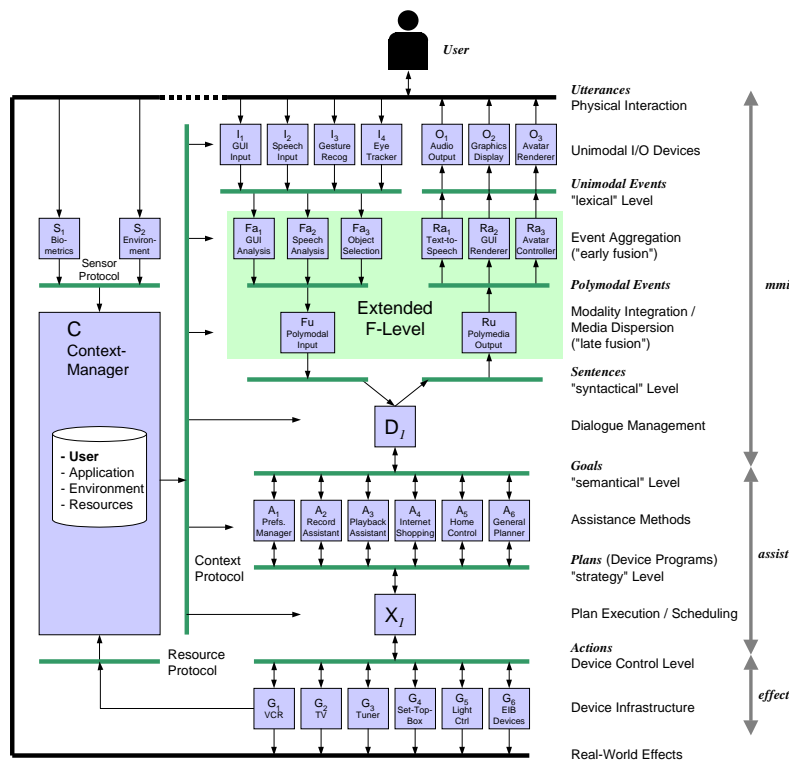 User
Utterances
Physical Interaction
I1 GUI Input
I2 Speech Input
I3 Gesture Recog
I4 Eye Tracker
O1 Audio Output
O2 Graphics Display
O3 Avatar Renderer
Unimodal I/O Devices
Unimodal Events
"lexical" Level
S1 Bio-
metrics
S2 Environ-
ment
Sensor
Protocol
Fa1 GUI Analysis
Fa2 Speech Analysis
Fa3 Object Selection
Ra1 Text-to-
Speech
Ra2 GUI Renderer
Ra3 Avatar Controller
Event Aggregation
("early fusion")
Polymodal Events
mmi
Extended
F-Level
Fu
Polymodal
Input
Ru
Polymedia
Output
Modality Integration /
Media Dispersion
("late fusion")
C
Context-
Manager
Sentences
"syntactical" Level
D1
Dialogue Management
- User
- Application
- Environment
- Resources
Goals
"semantical" Level
A1 Prefs. Manager
A2 Record Assistant
A3 Playback Assistant
A4 Internet Shopping
A5 Home Control
A6 General Planner
Assistance Methods
Context
Protocol
Plans (Device Programs)
"strategy" Level
assist
X1
Plan Execution / Scheduling
Resource
Protocol
Actions
Device Control Level
G1 VCR
G2 TV
G3 Tuner
G4 Set-Top-
Box
G5 Light Ctrl
G6 EIB Devices
Device Infrastructure
effect
Real-World Effects